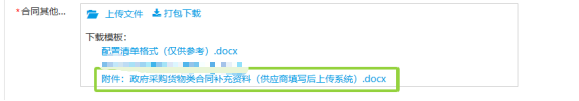 *合同其他...
上传文件 打包下载
下载模板:
配置清单格式（仅供参考）.docx
附件：政府采购货物类合同补充资料（供应商填写后上传系统）.docx